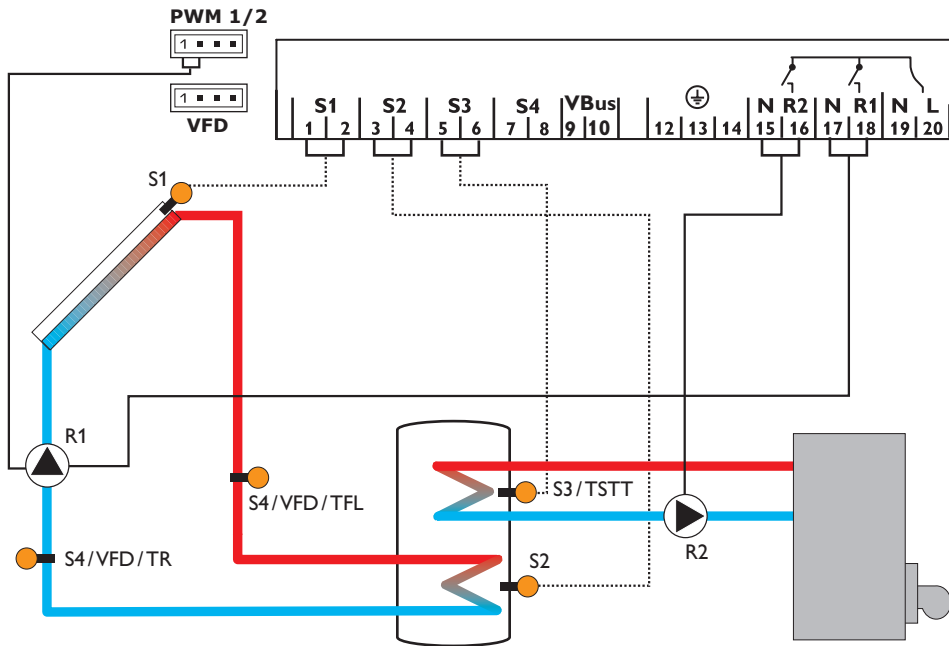 PWM 1/2
1
1
VFD
S1 S2 S3 S4 VBus N R2 N R1 N L
1 2 3 4 5 6 7 8 9 10 12 13 14 15 16 17 18 19 20
S1
R1
S4/VFD/TFL
S3/TSTT
R2
S4/VFD/TR
S2